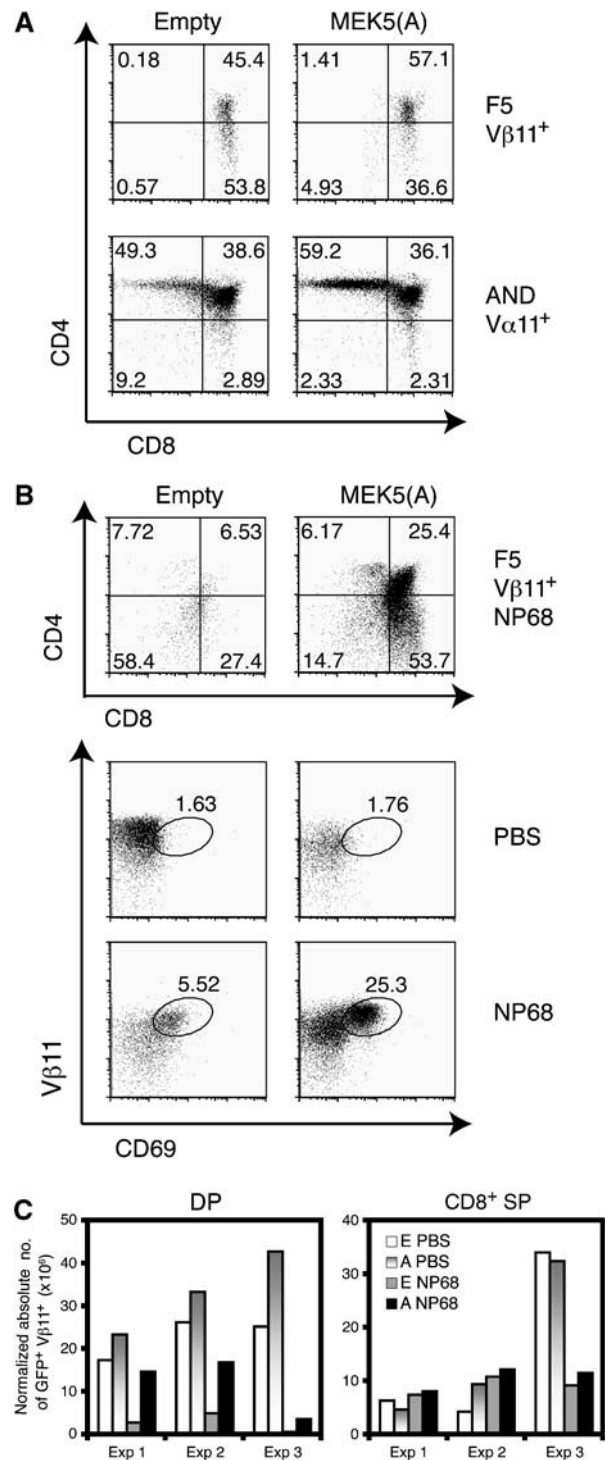 A
Empty MEK5(A)
0.18 45.4 1.41 57.1
F5
Vβ11+
0.57 53.8 4.93 36.6
49.3 38.6 59.2 36.1
AND
Vα11+
9.2 2.89 2.33 2.31
CD4
CD8
B
Empty MEK5(A)
7.72 6.53 6.17 25.4
F5
Vβ11+
NP68
58.4 27.4 14.7 53.7
CD4
CD8
1.63 1.76
PBS
5.52 25.3
NP68
Vβ11
CD69
C
DP CD8+ SP
Normalized absolute no.
of GFP+ Vβ11+ (x10⁶)
50
40
30
20
10
0
Exp 1 Exp 2 Exp 3
40
30
20
10
0
E PBS
A PBS
E NP68
A NP68
Exp 1 Exp 2 Exp 3